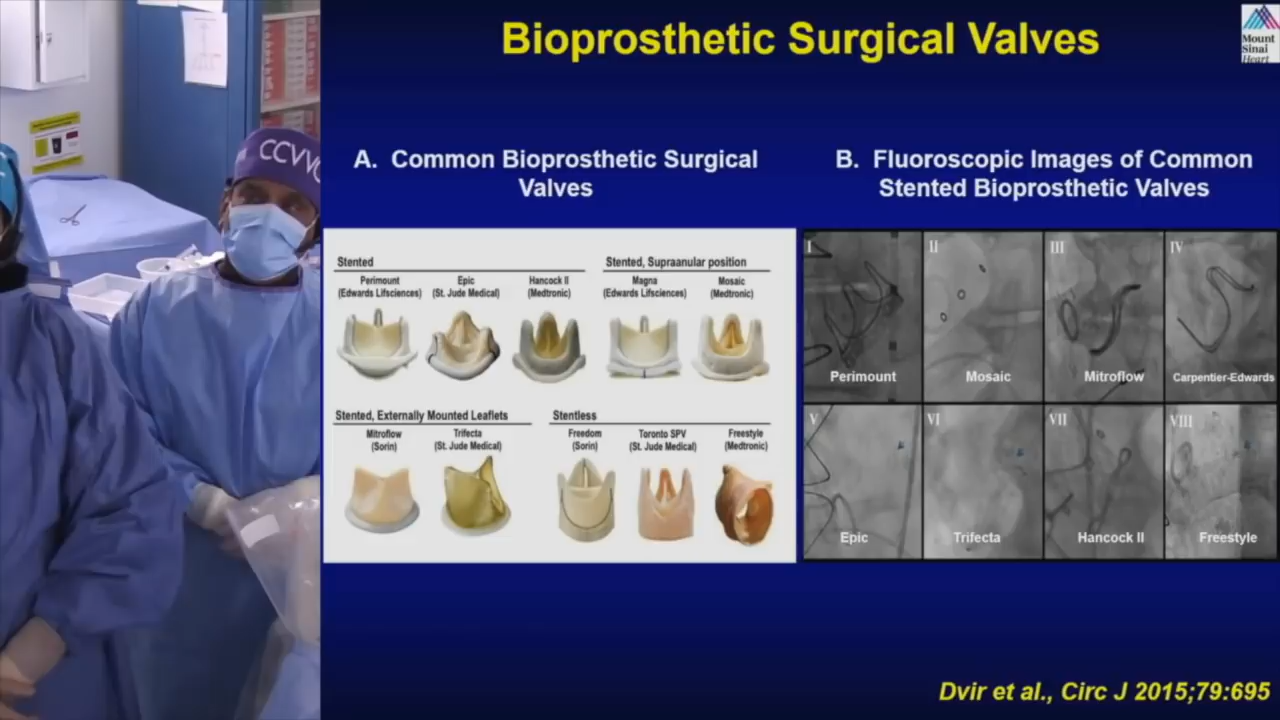 Bioprosthetic Surgical Valves
Mount
Sinai
Heart
CCVVC
A. Common Bioprosthetic Surgical
Valves
B. Fluoroscopic Images of Common
Stented Bioprosthetic Valves
Stented
Stented, Supraanular position
Perimount
(Edwards Lifsciences)
Epic
(St. Jude Medical)
Hancock II
(Medtronic)
Magna
(Edwards Lifsciences)
Mosaic
(Medtronic)
Stented, Externally Mounted Leaflets
Stentless
Mitroflow
(Sorin)
Trifecta
(St. Jude Medical)
Freedom
(Sorin)
Toronto SPV
(St. Jude Medical)
Freestyle
(Medtronic)
I
II
III
IV
Perimount
Mosaic
Mitroflow
Carpentier-Edwards
V
VI
VII
VIII
Epic
Trifecta
Hancock II
Freestyle
Dvir et al., Circ J 2015;79:695